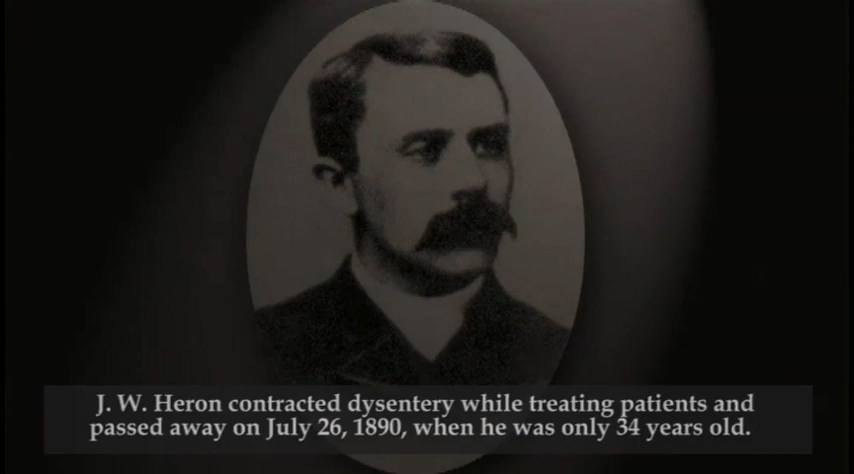 J. W. Heron contracted dysentery while treating patients and
passed away on July 26, 1890, when he was only 34 years old.